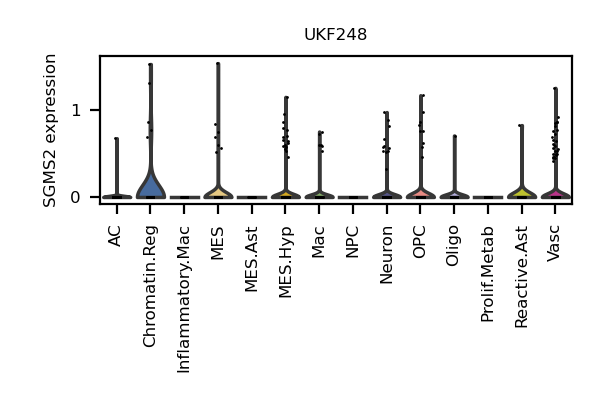 UKF248
SGMS2 expression
1
0
AC
Chromatin.Reg
Inflammatory.Mac
MES
MES.Ast
MES.Hyp
Mac
NPC
Neuron
OPC
Oligo
Prolif.Metab
Reactive.Ast
Vasc